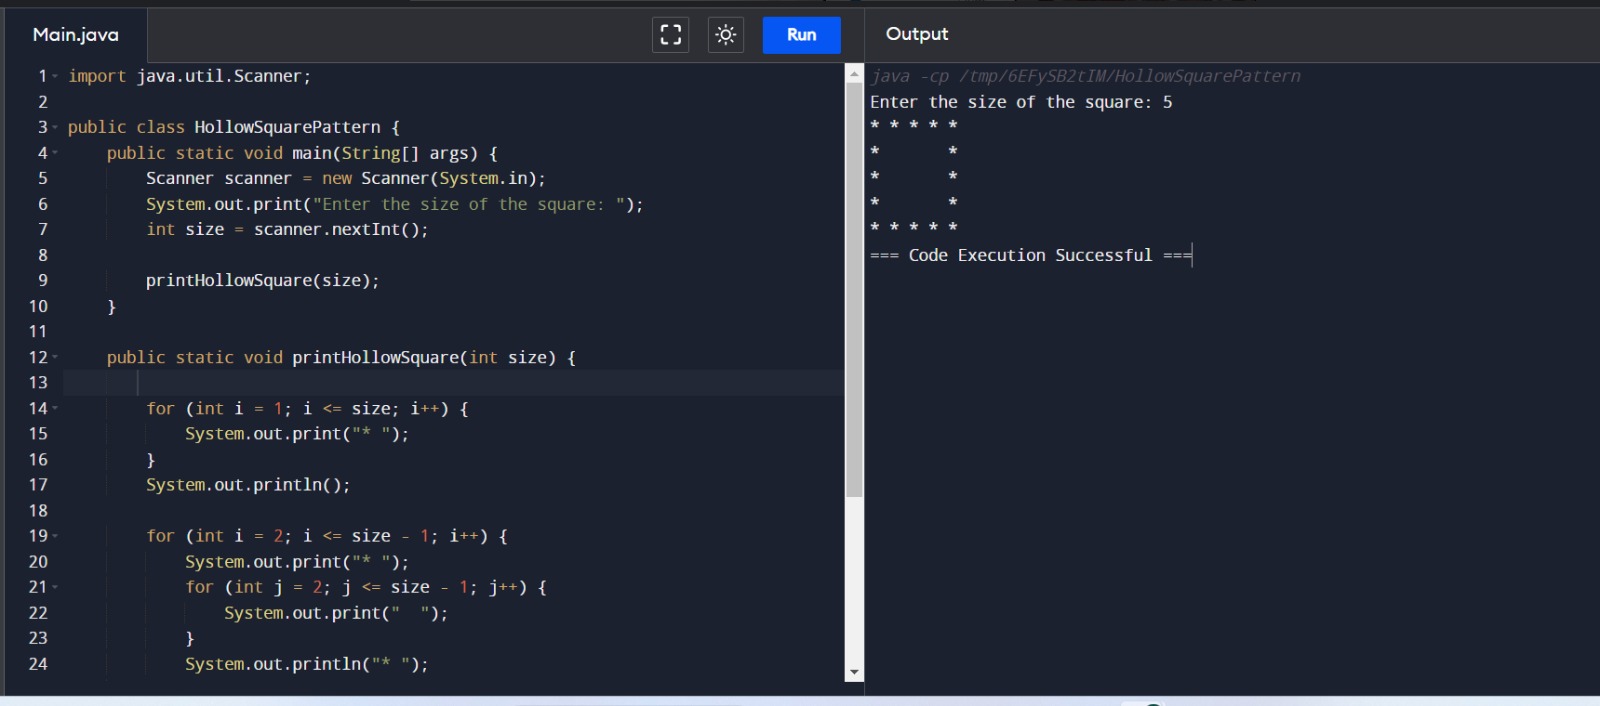 Main.java
Run
Output
1 import java.util.Scanner;
2
3 public class HollowSquarePattern {
4     public static void main(String[] args) {
5         Scanner scanner = new Scanner(System.in);
6         System.out.print("Enter the size of the square: ");
7         int size = scanner.nextInt();
8
9         printHollowSquare(size);
10     }
11
12     public static void printHollowSquare(int size) {
13
14         for (int i = 1; i <= size; i++) {
15             System.out.print("* ");
16         }
17         System.out.println();
18
19         for (int i = 2; i <= size - 1; i++) {
20             System.out.print("* ");
21             for (int j = 2; j <= size - 1; j++) {
22                 System.out.print("  ");
23             }
24             System.out.println("* ");
java -cp /tmp/6EFySB2tIM/HollowSquarePattern
Enter the size of the square: 5
* * * * *
*       *
*       *
*       *
* * * * *
=== Code Execution Successful ===